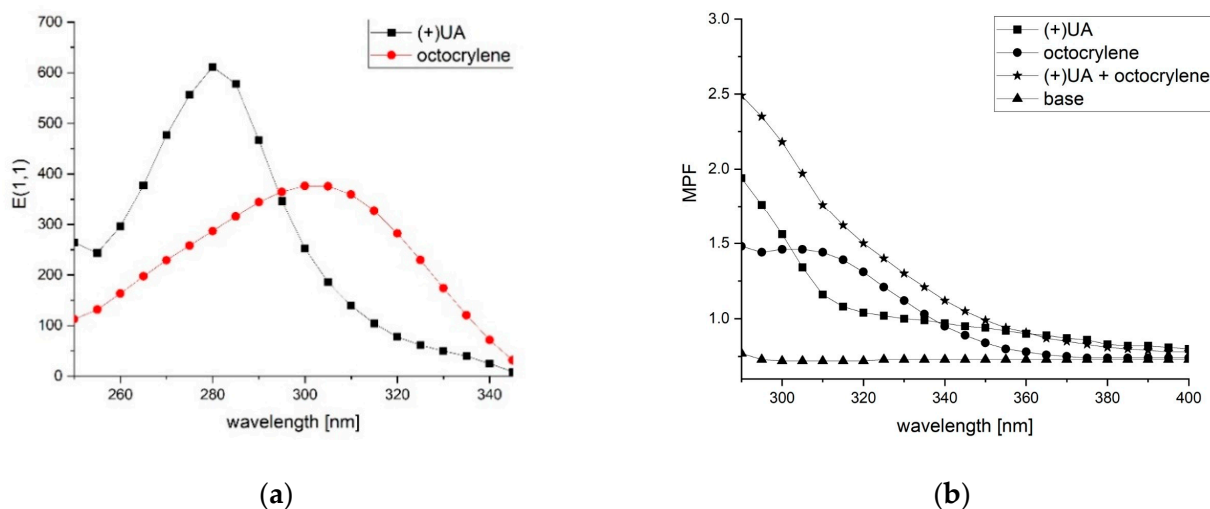 700
600
500
400
300
200
100
0
E(1,1)
260 280 300 320 340
wavelength [nm]
(+)UA
octocrylene
(a)
3.0
2.5
2.0
1.5
1.0
MPF
300 320 340 360 380 400
wavelength [nm]
(+)UA
octocrylene
(+)UA + octocrylene
base
(b)